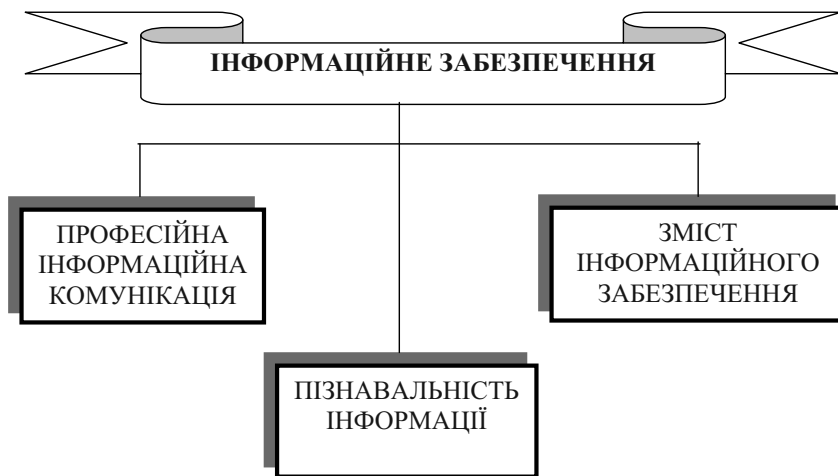 ІНФОРМАЦІЙНЕ ЗАБЕЗПЕЧЕННЯ
ПРОФЕСІЙНА
ІНФОРМАЦІЙНА
КОМУНІКАЦІЯ
ЗМІСТ
ІНФОРМАЦІЙНОГО
ЗАБЕЗПЕЧЕННЯ
ПІЗНАВАЛЬНІСТЬ
ІНФОРМАЦІЇ